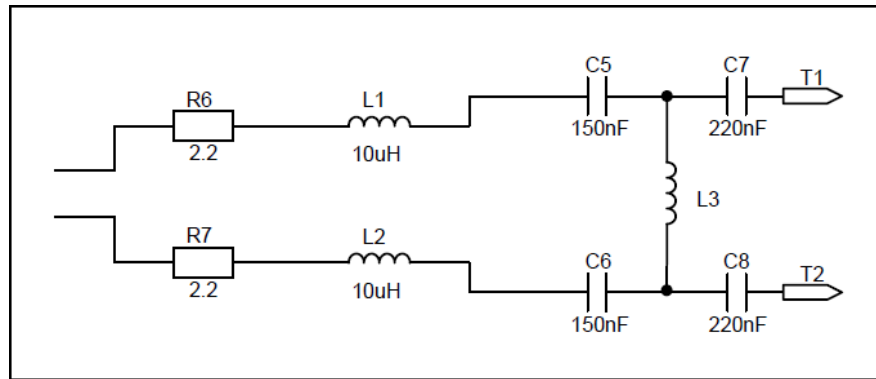 C5
C7
T1
R6
L1
150nF
220nF
2.2
10uH
L3
R7
L2
C6
C8
T2
2.2
10uH
150nF
220nF